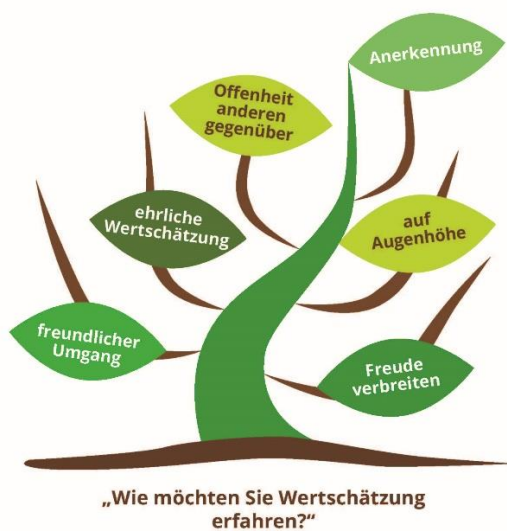 Anerkennung
Offenheit
anderen
gegenüber
ehrliche
Wertschätzung
auf
Augenhöhe
freundlicher
Umgang
Freude
verbreiten
„Wie möchten Sie Wertschätzung
erfahren?“